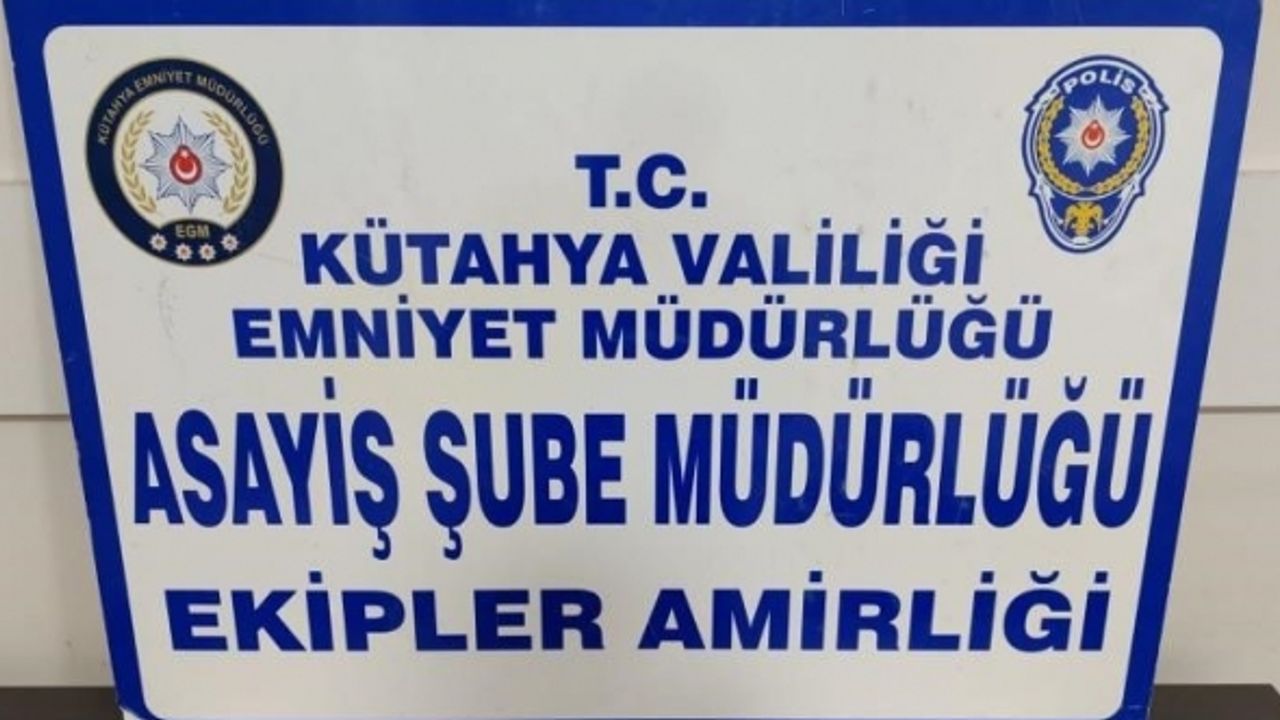 KÜTAHYA EMNİYET MÜDÜRLÜĞÜ
EGM
POLİS
T.C.
KÜTAHYA VALİLİĞİ
EMNİYET MÜDÜRLÜĞÜ
ASAYİŞ ŞUBE MÜDÜRLÜĞÜ
EKİPLER AMİRLİĞİ